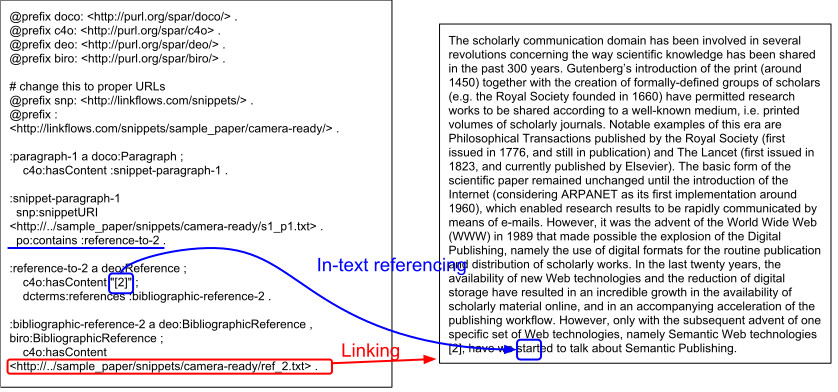 @prefix doco: <http://purl.org/spar/doco/> .
@prefix c4o: <http://purl.org/spar/c4o> .
@prefix deo: <http://purl.org/spar/deo/> .
@prefix biro: <http://purl.org/spar/biro/> .
# change this to proper URLs
@prefix snp: <http://linkflows.com/snippets/> .
@prefix :
<http://linkflows.com/snippets/sample_paper/camera-ready/> .
:paragraph-1 a doco:Paragraph ;
c4o:hasContent :snippet-paragraph-1 .
:snippet-paragraph-1
snp:snippetURI
<http://../sample_paper/snippets/camera-ready/s1_p1.txt> .
po:contains :reference-to-2 .
:reference-to-2 a deo:Reference ;
c4o:hasContent "[2]" ;
dcterms:references :bibliographic-reference-2 .
:bibliographic-reference-2 a deo:BibliographicReference ,
biro:BibliographicReference ;
c4o:hasContent
<http://../sample_paper/snippets/camera-ready/ref_2.txt> .
In-text referencing
Linking
The scholarly communication domain has been involved in several
revolutions concerning the way scientific knowledge has been shared
in the past 300 years. Gutenberg's introduction of the print (around
1450) together with the creation of formally-defined groups of scholars
(e.g. the Royal Society founded in 1660) have permitted research
works to be shared according to a well-known medium, i.e. printed
volumes of scholarly journals. Notable examples of this era are
Philosophical Transactions published by the Royal Society (first
issued in 1776, and still in publication) and The Lancet (first issued in
1823, and currently published by Elsevier). The basic form of the
scientific paper remained unchanged until the introduction of the
Internet (considering ARPANET as its first implementation around
1960), which enabled research results to be rapidly communicated by
means of e-mails. However, it was the advent of the World Wide Web
(WWW) in 1989 that made possible the explosion of the Digital
Publishing, namely the use of digital formats for the routine publication
and distribution of scholarly works. In the last twenty years, the
availability of new Web technologies and the reduction of digital
storage have resulted in an incredible growth in the availability of
scholarly material online, and in an accompanying acceleration of the
publishing workflow. However, only with the subsequent advent of one
specific set of Web technologies, namely Semantic Web technologies
[2], have we started to talk about Semantic Publishing.